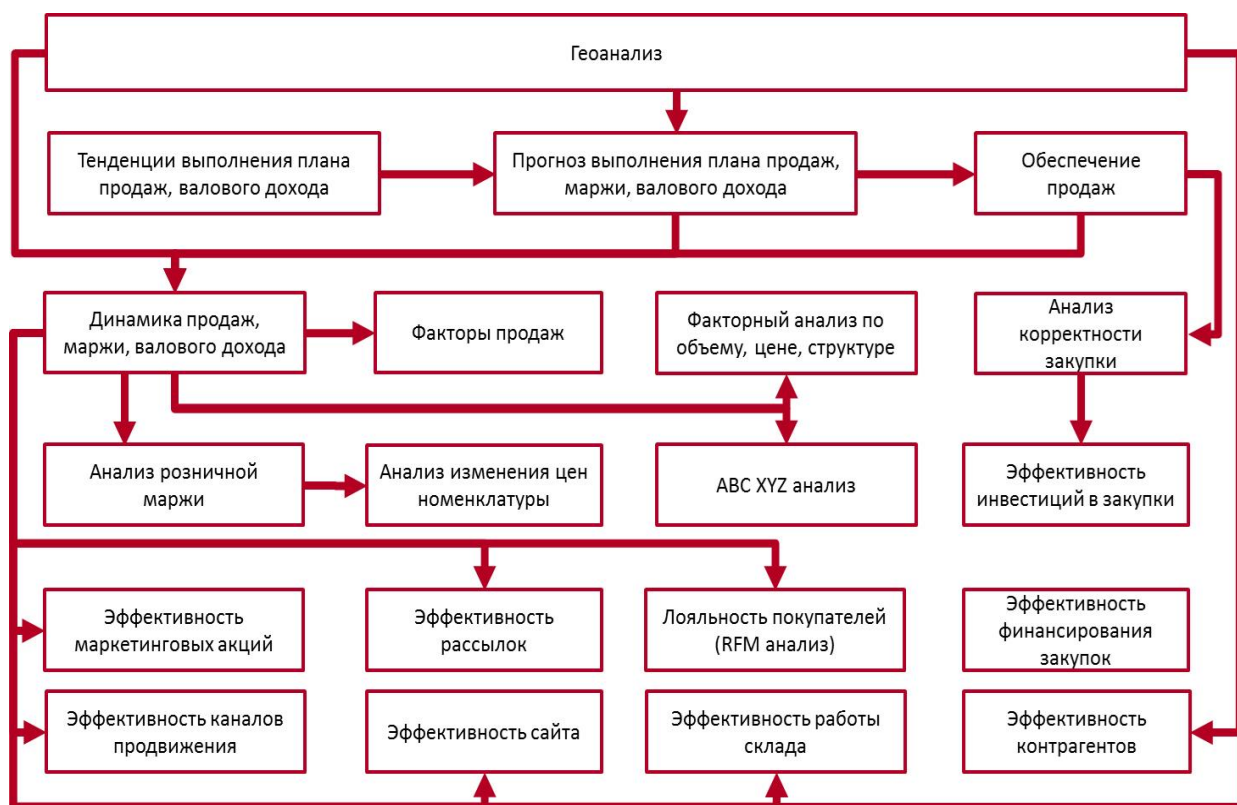 Геоанализ
Тенденции выполнения плана
продаж, валового дохода
Прогноз выполнения плана продаж,
маржи, валового дохода
Обеспечение
продаж
Динамика продаж,
маржи, валового дохода
Факторы продаж
Факторный анализ по
объему, цене, структуре
Анализ
корректности
закупки
Анализ розничной
маржи
Анализ изменения цен
номенклатуры
ABC XYZ анализ
Эффективность
инвестиций в закупки
Эффективность
маркетинговых акций
Эффективность
рассылок
Лояльность покупателей
(RFM анализ)
Эффективность
финансирования
закупок
Эффективность каналов
продвижения
Эффективность сайта
Эффективность работы
склада
Эффективность
контрагентов